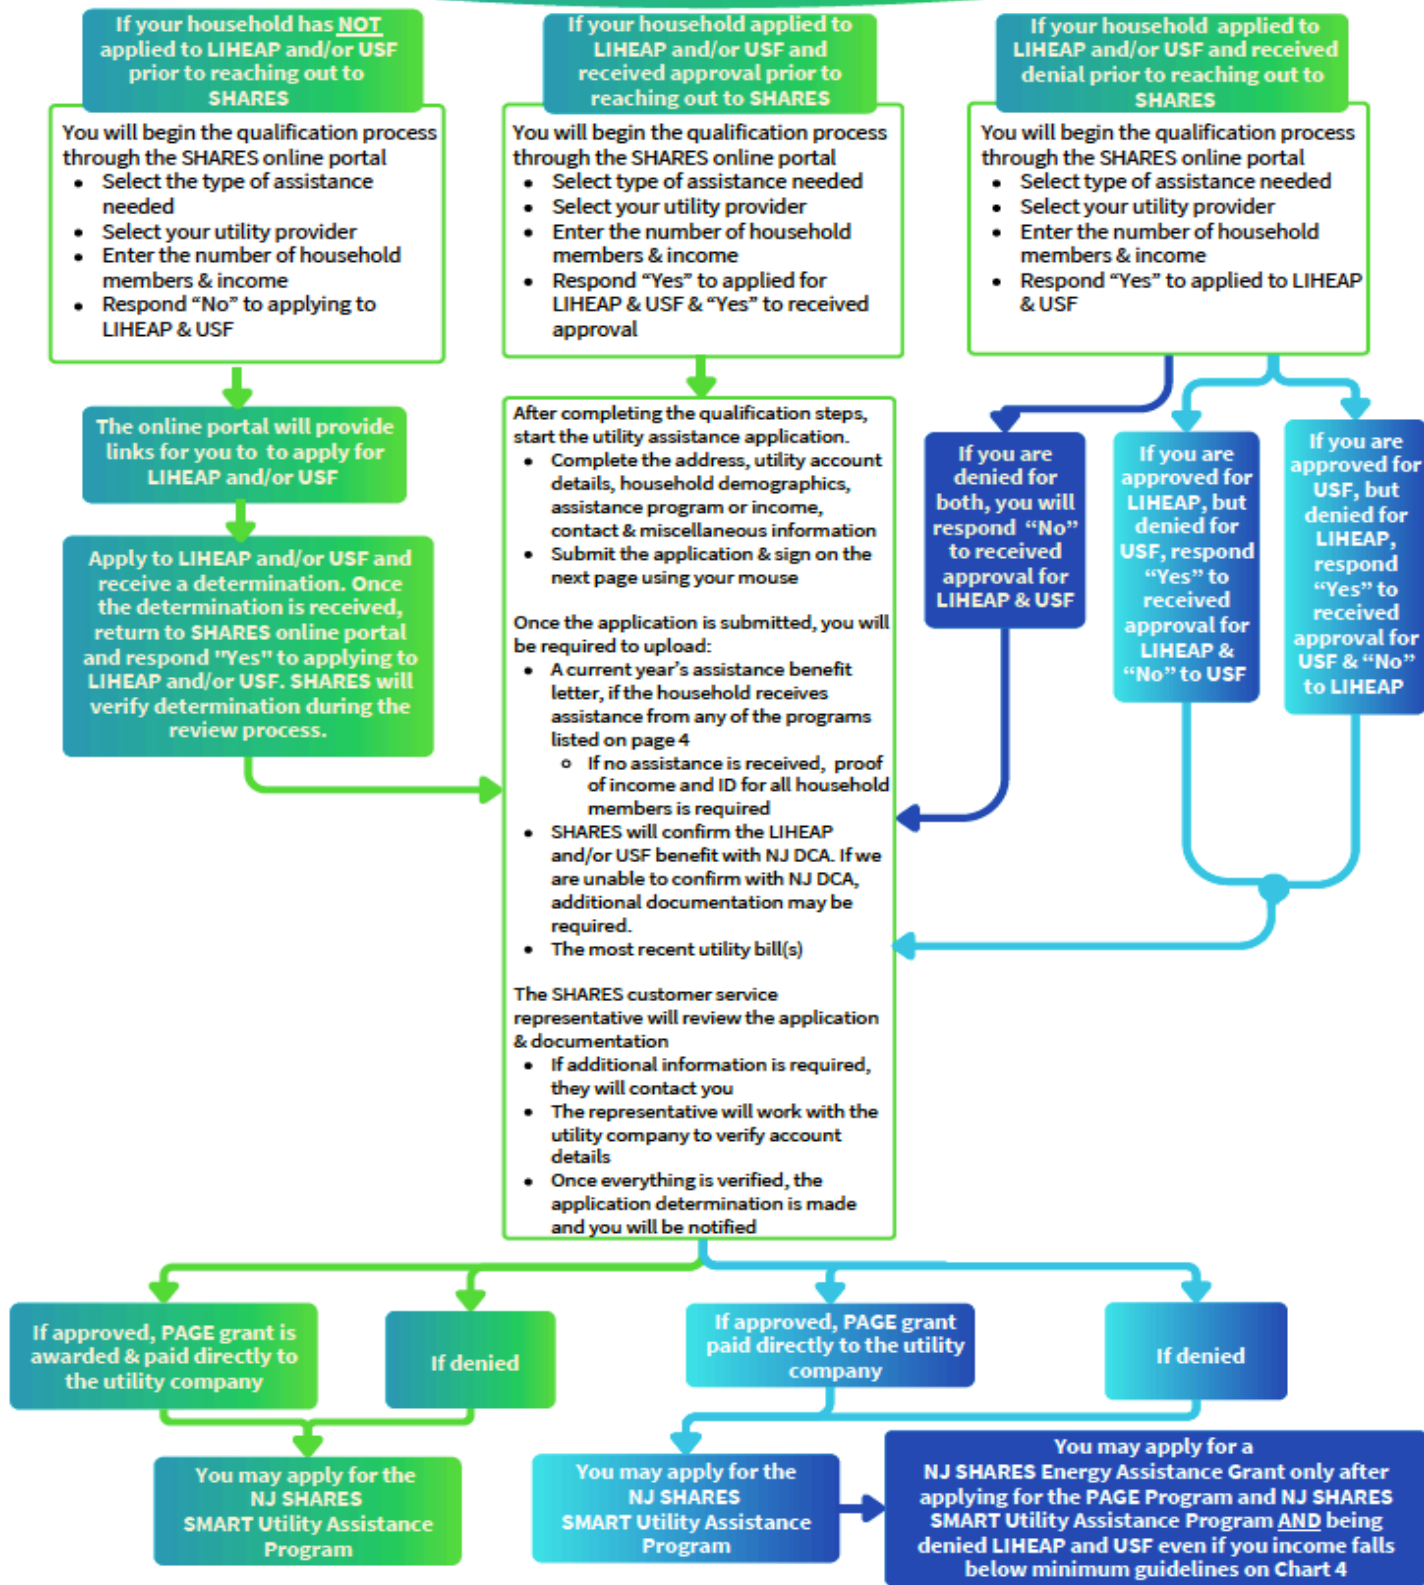 If your household has NOT
applied to LIHEAP and/or USF
prior to reaching out to
SHARES
You will begin the qualification process
through the SHARES online portal
• Select the type of assistance
needed
• Select your utility provider
• Enter the number of household
members & income
• Respond “No” to applying to
LIHEAP & USF
The online portal will provide
links for you to to apply for
LIHEAP and/or USF
Apply to LIHEAP and/or USF and
receive a determination. Once
the determination is received,
return to SHARES online portal
and respond "Yes" to applying to
LIHEAP and/or USF. SHARES will
verify determination during the
review process.
If your household applied to
LIHEAP and/or USF and
received approval prior to
reaching out to SHARES
You will begin the qualification process
through the SHARES online portal
• Select type of assistance needed
• Select your utility provider
• Enter the number of household
members & income
• Respond “Yes” to applied for
LIHEAP & USF & “Yes” to received
approval
After completing the qualification steps,
start the utility assistance application.
• Complete the address, utility account
details, household demographics,
assistance program or income,
contact & miscellaneous information
• Submit the application & sign on the
next page using your mouse
Once the application is submitted, you will
be required to upload:
• A current year’s assistance benefit
letter, if the household receives
assistance from any of the programs
listed on page 4
o If no assistance is received, proof
of income and ID for all household
members is required
• SHARES will confirm the LIHEAP
and/or USF benefit with NJ DCA. If we
are unable to confirm with NJ DCA,
additional documentation may be
required.
• The most recent utility bill(s)
The SHARES customer service
representative will review the application
& documentation
• If additional information is required,
they will contact you
• The representative will work with the
utility company to verify account
details
• Once everything is verified, the
application determination is made
and you will be notified
If your household applied to
LIHEAP and/or USF and received
denial prior to reaching out to
SHARES
You will begin the qualification process
through the SHARES online portal
• Select type of assistance needed
• Select your utility provider
• Enter the number of household
members & income
• Respond “Yes” to applied to LIHEAP
& USF
If you are
denied for
both, you will
respond “No”
to received
approval for
LIHEAP & USF
If you are
approved for
LIHEAP, but
denied for
USF, respond
“Yes” to
received
approval for
LIHEAP &
“No” to USF
If you are
approved for
USF, but
denied for
LIHEAP,
respond
“Yes” to
received
approval for
USF & “No”
to LIHEAP
If approved, PAGE grant is
awarded & paid directly to
the utility company
If denied
You may apply for the
NJ SHARES
SMART Utility Assistance
Program
If approved, PAGE grant
paid directly to the utility
company
If denied
You may apply for the
NJ SHARES
SMART Utility Assistance
Program
You may apply for a
NJ SHARES Energy Assistance Grant only after
applying for the PAGE Program and NJ SHARES
SMART Utility Assistance Program AND being
denied LIHEAP and USF even if you income falls
below minimum guidelines on Chart 4